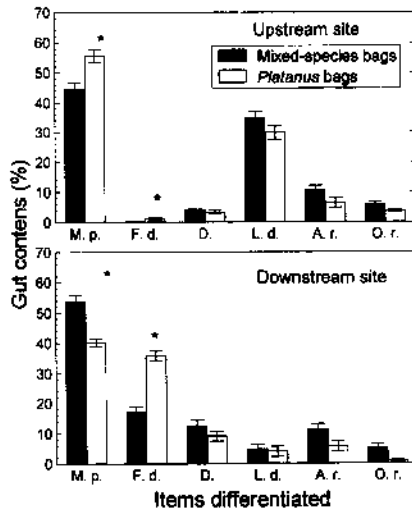 Gut contens (%)
70
60
50
40
30
20
10
0
Upstream site
Mixed-species bags
Platanus bags
*
*
M. p. F. d. D. L. d. A. r. O. r.
70
60
50
40
30
20
10
0
Downstream site
*
*
M. p. F. d. D. L. d. A. r. O. r.
Items differentiated